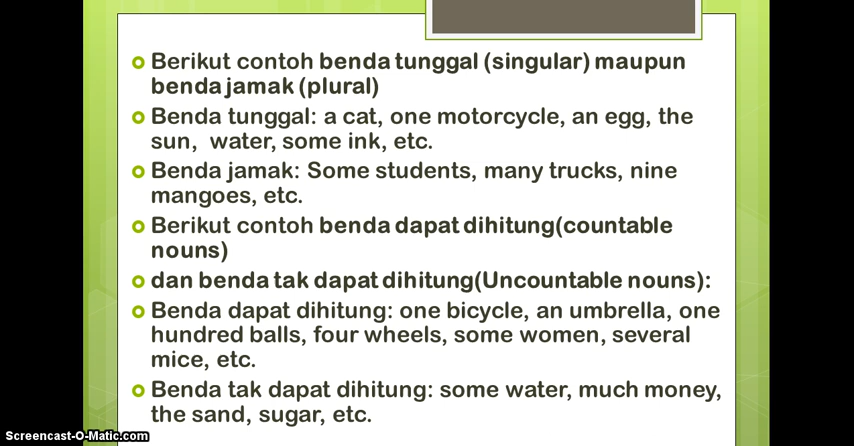 Berikut contoh benda tunggal (singular) maupun
benda jamak (plural)
Benda tunggal: a cat, one motorcycle, an egg, the
sun, water, some ink, etc.
Benda jamak: Some students, many trucks, nine
mangoes, etc.
Berikut contoh benda dapat dihitung(countable
nouns)
dan benda tak dapat dihitung(Uncountable nouns):
Benda dapat dihitung: one bicycle, an umbrella, one
hundred balls, four wheels, some women, several
mice, etc.
Benda tak dapat dihitung: some water, much money,
the sand, sugar, etc.
Screencast-O-Matic.com